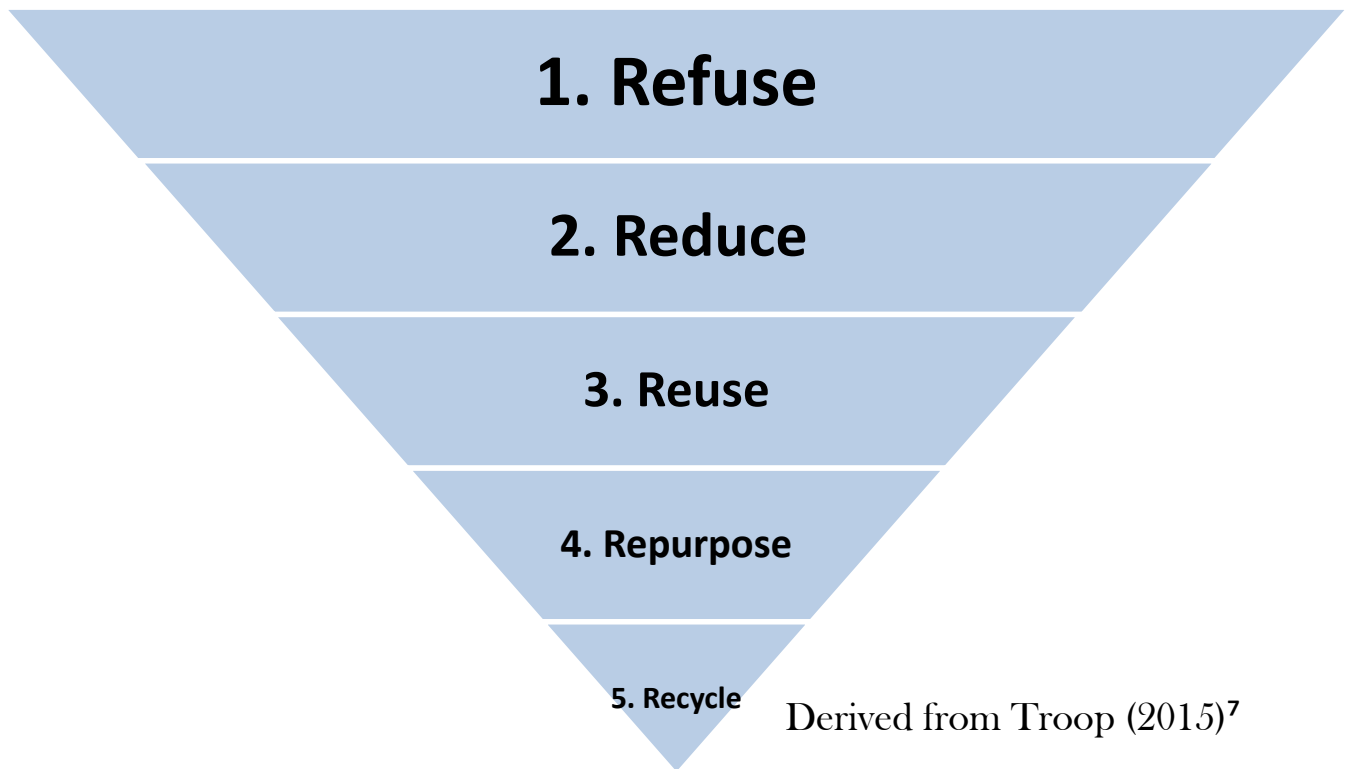 1. Refuse
2. Reduce
3. Reuse
4. Repurpose
5. Recycle
Derived from Troop (2015)⁷